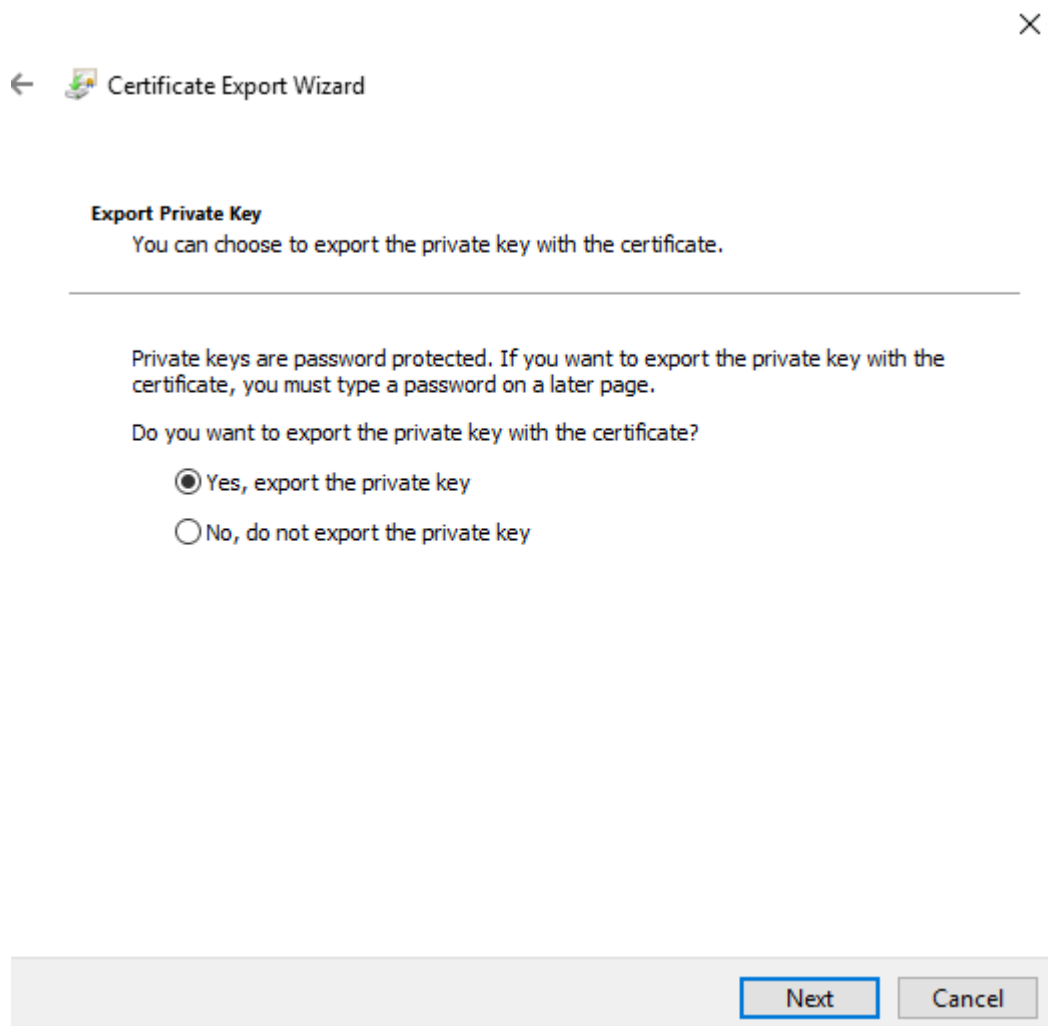 Certificate Export Wizard
Export Private Key
You can choose to export the private key with the certificate.
Private keys are password protected. If you want to export the private key with the
certificate, you must type a password on a later page.
Do you want to export the private key with the certificate?
Yes, export the private key
No, do not export the private key
Next
Cancel